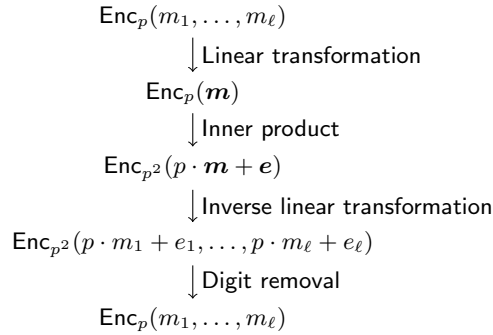 Enc_p(m_1, . . . , m_ℓ)
Linear transformation
Enc_p(𝒎)
Inner product
Enc_{p^2}(p · 𝒎 + 𝒆)
Inverse linear transformation
Enc_{p^2}(p · m_1 + e_1, . . . , p · m_ℓ + e_ℓ)
Digit removal
Enc_p(m_1, . . . , m_ℓ)